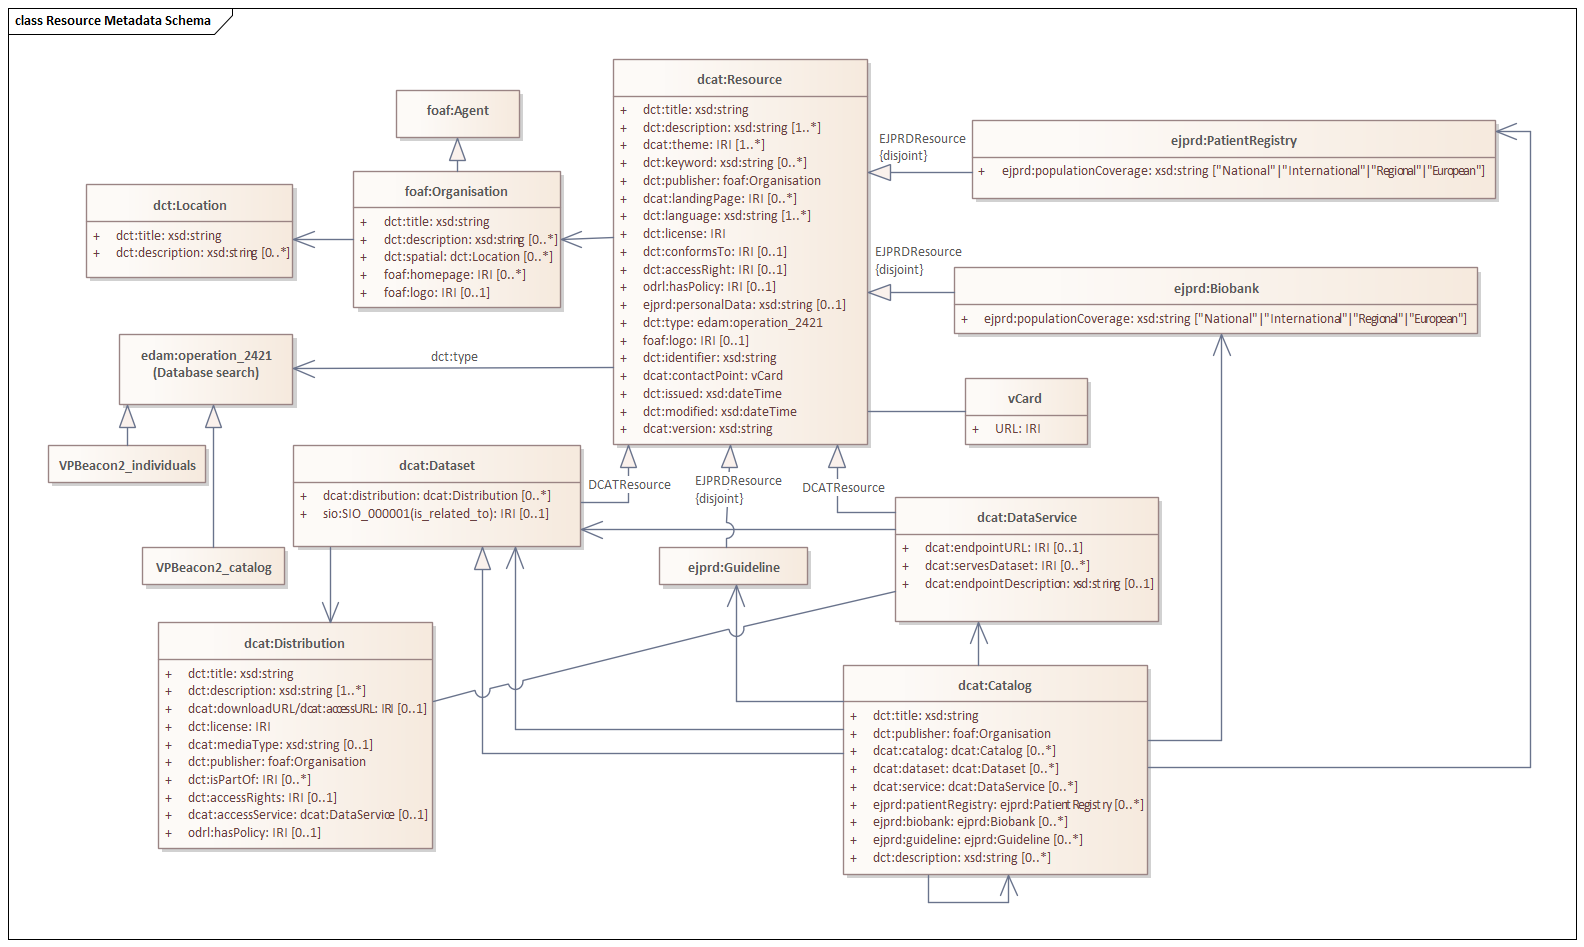 class Resource Metadata Schema
foaf:Agent
foaf:Organisation
+ dct:title: xsd:string
+ dct:description: xsd:string [0..*]
+ dct:spatial: dct:Location [0..*]
+ foaf:homepage: IRI [0..*]
+ foaf:logo: IRI [0..1]
dct:Location
+ dct:title: xsd:string
+ dct:description: xsd:string [0..*]
dcat:Resource
+ dct:title: xsd:string
+ dct:description: xsd:string [1..*]
+ dcat:theme: IRI [1..*]
+ dct:keyword: xsd:string [0..*]
+ dct:publisher: foaf:Organisation
+ dcat:landingPage: IRI [0..*]
+ dct:language: xsd:string [1..*]
+ dct:license: IRI
+ dct:conformsTo: IRI [0..1]
+ dct:accessRight: IRI [0..1]
+ odrl:hasPolicy: IRI [0..1]
+ ejprd:personalData: xsd:string [0..1]
+ dct:type: edam:operation_2421
+ foaf:logo: IRI [0..1]
+ dct:identifier: xsd:string
+ dcat:contactPoint: vCard
+ dct:issued: xsd:dateTime
+ dct:modified: xsd:dateTime
+ dcat:version: xsd:string
EJPRDResource
{disjoint}
ejprd:PatientRegistry
+ ejprd:populationCoverage: xsd:string ["National"|"International"|"Regional"|"European"]
EJPRDResource
{disjoint}
ejprd:Biobank
+ ejprd:populationCoverage: xsd:string ["National"|"International"|"Regional"|"European"]
edam:operation_2421
(Database search)
dct:type
vCard
+ URL: IRI
VPBeacon2_individuals
VPBeacon2_catalog
dcat:Dataset
+ dcat:distribution: dcat:Distribution [0..*]
+ sio:SIO_000001(is_related_to): IRI [0..1]
DCATResource
EJPRDResource
{disjoint}
DCATResource
ejprd:Guideline
dcat:DataService
+ dcat:endpointURL: IRI [0..1]
+ dcat:servesDataset: IRI [0..*]
+ dcat:endpointDescription: xsd:string [0..1]
dcat:Distribution
+ dct:title: xsd:string
+ dct:description: xsd:string [1..*]
+ dcat:downloadURL/dcat:accessURL: IRI [0..1]
+ dct:license: IRI
+ dcat:mediaType: xsd:string [0..1]
+ dct:publisher: foaf:Organisation
+ dct:isPartOf: IRI [0..*]
+ dct:accessRights: IRI [0..1]
+ dcat:accessService: dcat:DataService [0..1]
+ odrl:hasPolicy: IRI [0..1]
dcat:Catalog
+ dct:title: xsd:string
+ dct:publisher: foaf:Organisation
+ dcat:catalog: dcat:Catalog [0..*]
+ dcat:dataset: dcat:Dataset [0..*]
+ dcat:service: dcat:DataService [0..*]
+ ejprd:patientRegistry: ejprd:PatientRegistry [0..*]
+ ejprd:biobank: ejprd:Biobank [0..*]
+ ejprd:guideline: ejprd:Guideline [0..*]
+ dct:description: xsd:string [0..*]